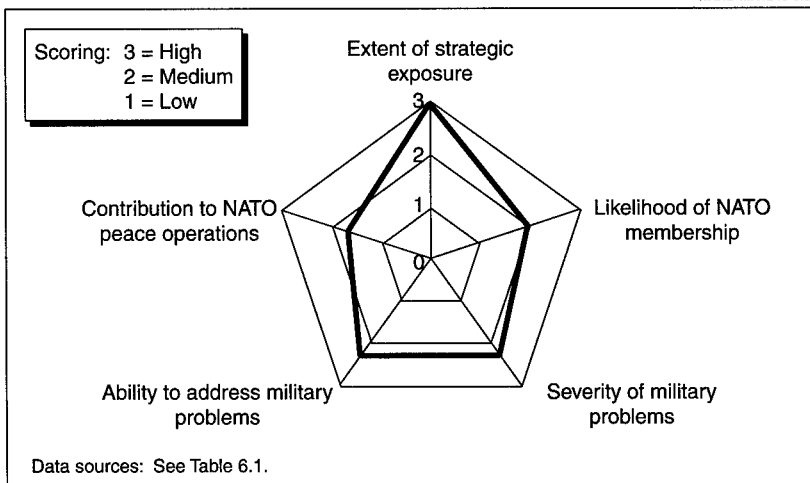 Scoring: 3 = High
2 = Medium
1 = Low
Extent of strategic
exposure
3
2
1
0
Contribution to NATO
peace operations
Likelihood of NATO
membership
Ability to address military
problems
Severity of military
problems
Data sources: See Table 6.1.